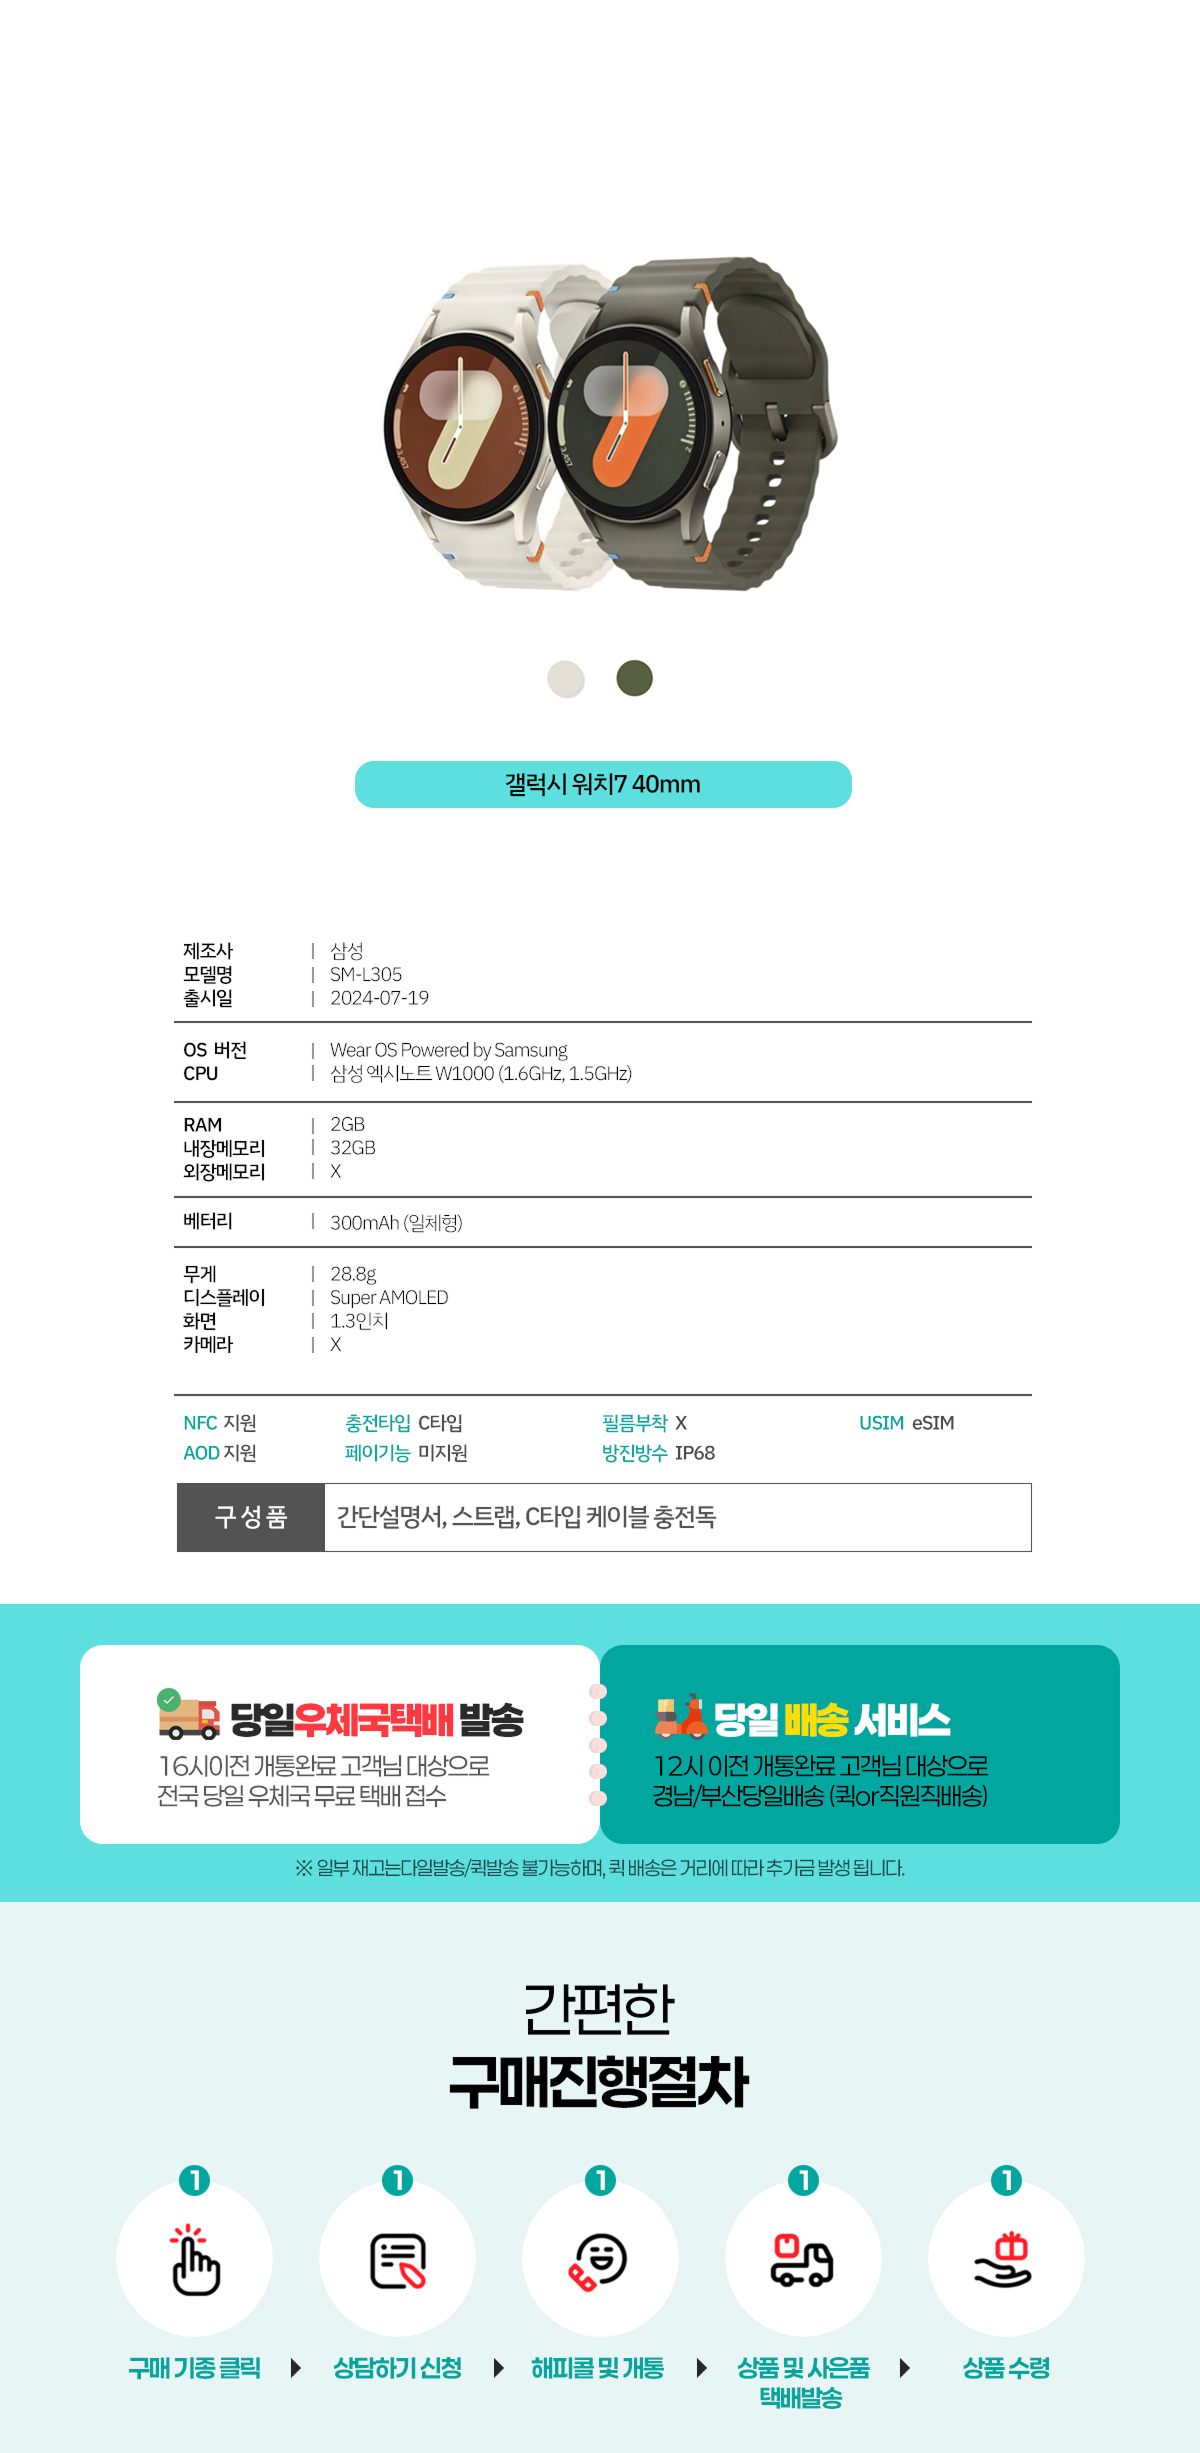 갤럭시 워치7 40mm
제조사 | 삼성
모델명 | SM-L305
출시일 | 2024-07-19
OS 버전 | Wear OS Powered by Samsung
CPU | 삼성 엑시노트 W1000 (1.6GHz, 1.5GHz)
RAM | 2GB
내장메모리 | 32GB
외장메모리 | X
베터리 | 300mAh (일체형)
무게 | 28.8g
디스플레이 | Super AMOLED
화면 | 1.3인치
카메라 | X
NFC 지원 충전타입 C타입 필름부착 X USIM eSIM
AOD 지원 페이기능 미지원 방진방수 IP68
구성품 간단설명서, 스트랩, C타입 케이블 충전독
당일우체국택배 발송
16시이전 개통완료 고객님 대상으로
전국 당일 우체국 무료 택배 접수
당일 배송 서비스
12시 이전 개통완료 고객님 대상으로
경남/부산당일배송 (퀵or직원직배송)
※ 일부 재고는다일발송/퀵발송 불가능하며, 퀵 배송은 거리에 따라 추가금 발생 됩니다.
간편한
구매진행절차
1 1 1 1 1
구매 기종 클릭
상담하기 신청
해피콜 및 개통
상품 및 사은품
택배발송
상품 수령